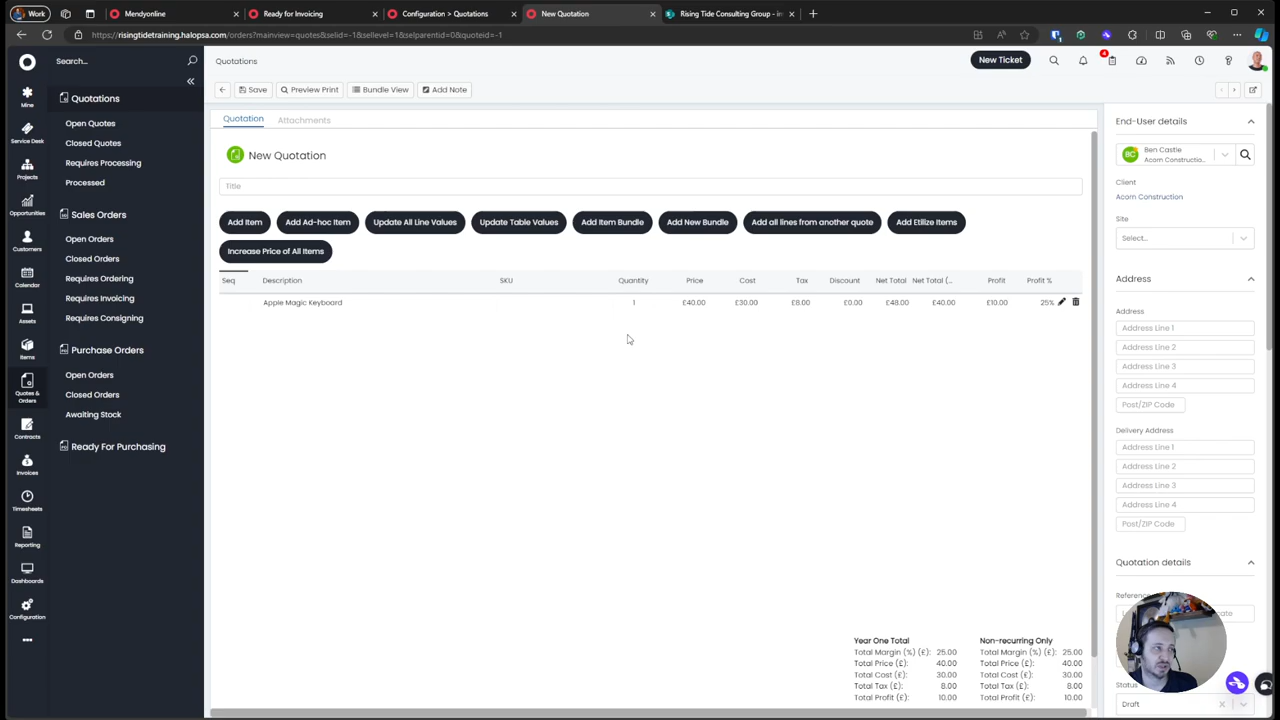 Work
Mendyonline
Ready for Invoicing
Configuration > Quotations
New Quotation
Rising Tide Consulting Group - in
https://risingtidetraining.halopsa.com/orders?mainview=quotes&selid=-1&sellevel=1&selparentid=0&quoteid=-1
Search...
Quotations
New Ticket
4
Save
Preview Print
Bundle View
Add Note
Mine
Service Desk
Projects
Opportunities
Customers
Calendar
Assets
Items
Quotes &
Orders
Contracts
Invoices
Timesheets
Reporting
Dashboards
Configuration
Quotations
Open Quotes
Closed Quotes
Requires Processing
Processed
Sales Orders
Open Orders
Closed Orders
Requires Ordering
Requires Invoicing
Requires Consigning
Purchase Orders
Open Orders
Closed Orders
Awaiting Stock
Ready For Purchasing
Quotation
Attachments
New Quotation
Title
Add Item
Add Ad-hoc Item
Update All Line Values
Update Table Values
Add Item Bundle
Add New Bundle
Add all lines from another quote
Add Etilize Items
Increase Price of All Items
Seq Description SKU Quantity Price Cost Tax Discount Net Total Net Total (... Profit Profit %
Apple Magic Keyboard 1 £40.00 £30.00 £8.00 £0.00 £48.00 £40.00 £10.00 25%
Year One Total
Total Margin (%) (£): 25.00
Total Price (£): 40.00
Total Cost (£): 30.00
Total Tax (£): 8.00
Total Profit (£): 10.00
Non-recurring Only
Total Margin (%) (£): 25.00
Total Price (£): 40.00
Total Cost (£): 30.00
Total Tax (£): 8.00
Total Profit (£): 10.00
End-User details
BC
Ben Castle
Acorn Constructio...
Client
Acorn Construction
Site
Select...
Address
Address
Address Line 1
Address Line 2
Address Line 3
Address Line 4
Post/ZIP Code
Delivery Address
Address Line 1
Address Line 2
Address Line 3
Address Line 4
Post/ZIP Code
Quotation details
Status
Draft